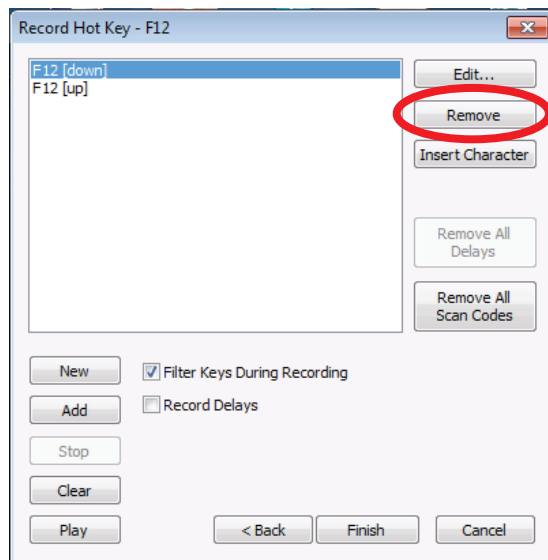 Record Hot Key - F12
F12 [down]
F12 [up]
Edit...
Remove
Insert Character
Remove All
Delays
Remove All
Scan Codes
New
Filter Keys During Recording
Add
Record Delays
Stop
Clear
Play
< Back
Finish
Cancel